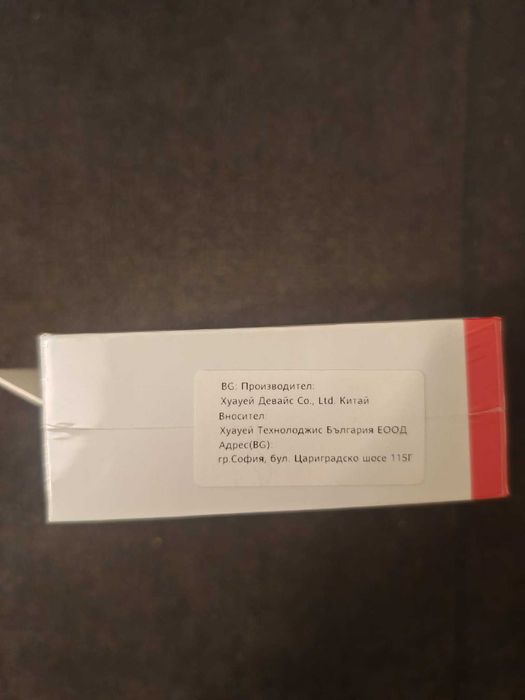 BG: Производител:
Хуауей Девайс Co., Ltd. Китай
Вносител:
Хуауей Технолоджис България ЕООД
Адрес(BG):
гр.София, бул. Цариградско шосе 115Г